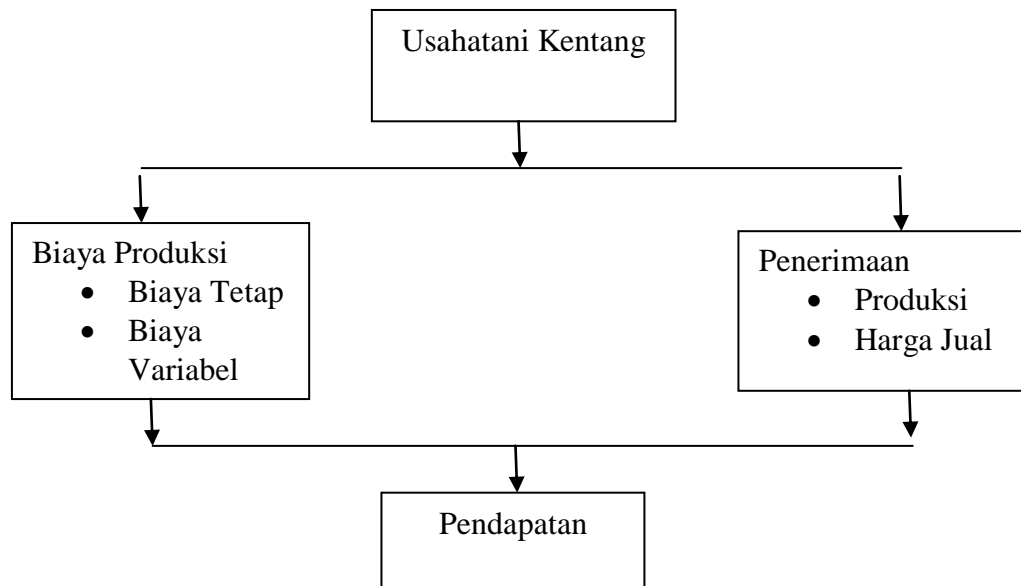 Usahatani Kentang
Biaya Produksi
• Biaya Tetap
• Biaya
Variabel
Penerimaan
• Produksi
• Harga Jual
Pendapatan